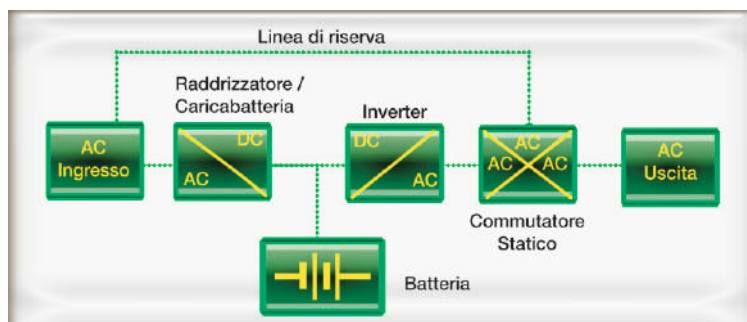 Linea di riserva
Raddrizzatore /
Caricabatteria
Inverter
AC
Ingresso
DC
AC
DC
AC
AC
AC AC
AC
Uscita
Commutatore
Statico
Batteria